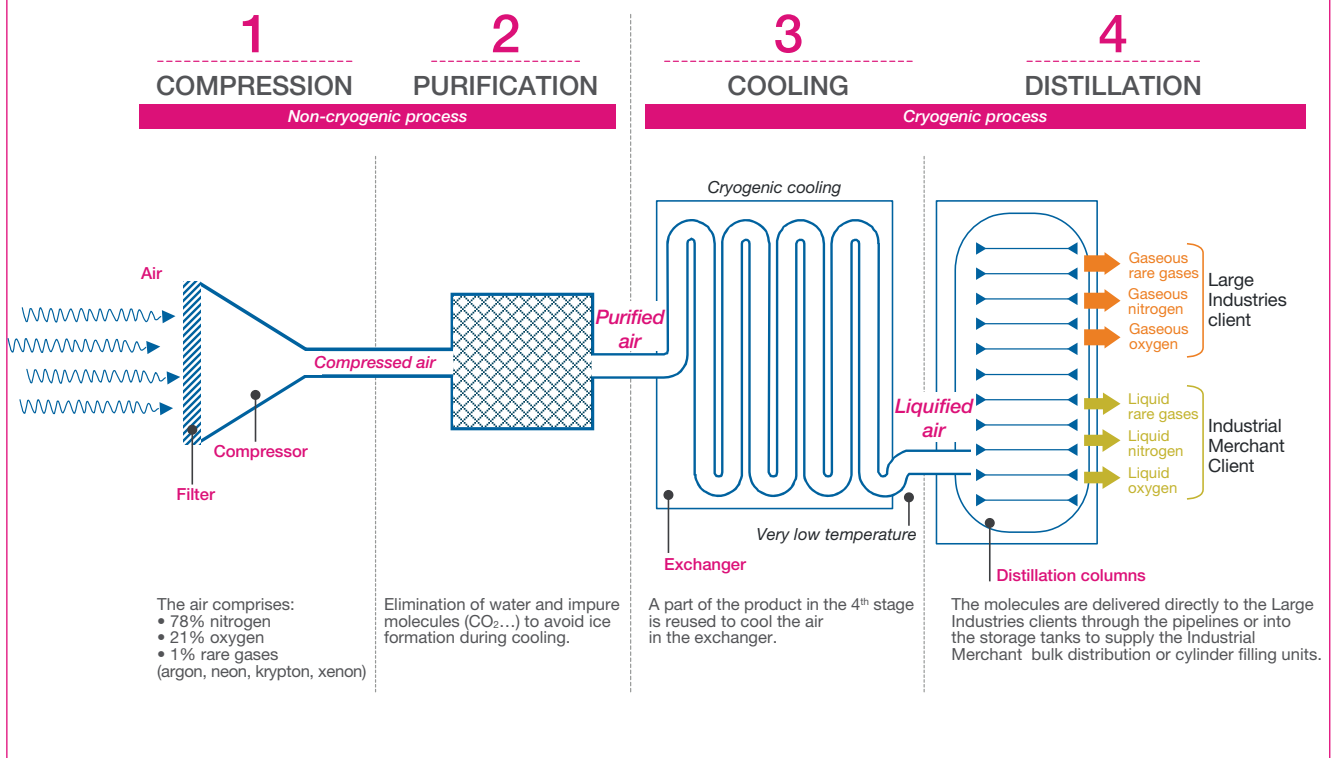 1
2
3
4
COMPRESSION
PURIFICATION
COOLING
DISTILLATION
Non-cryogenic process
Cryogenic process
Air
Filter
Compressor
Compressed air
Purified
air
Cryogenic cooling
Exchanger
Very low temperature
Liquified
air
Distillation columns
Gaseous
rare gases
Gaseous
nitrogen
Gaseous
oxygen
Large
Industries
client
Liquid
rare gases
Liquid
nitrogen
Liquid
oxygen
Industrial
Merchant
Client
The air comprises:
• 78% nitrogen
• 21% oxygen
• 1% rare gases
(argon, neon, krypton, xenon)
Elimination of water and impure
molecules (CO₂…) to avoid ice
formation during cooling.
A part of the product in the 4th stage
is reused to cool the air
in the exchanger.
The molecules are delivered directly to the Large
Industries clients through the pipelines or into
the storage tanks to supply the Industrial
Merchant bulk distribution or cylinder filling units.